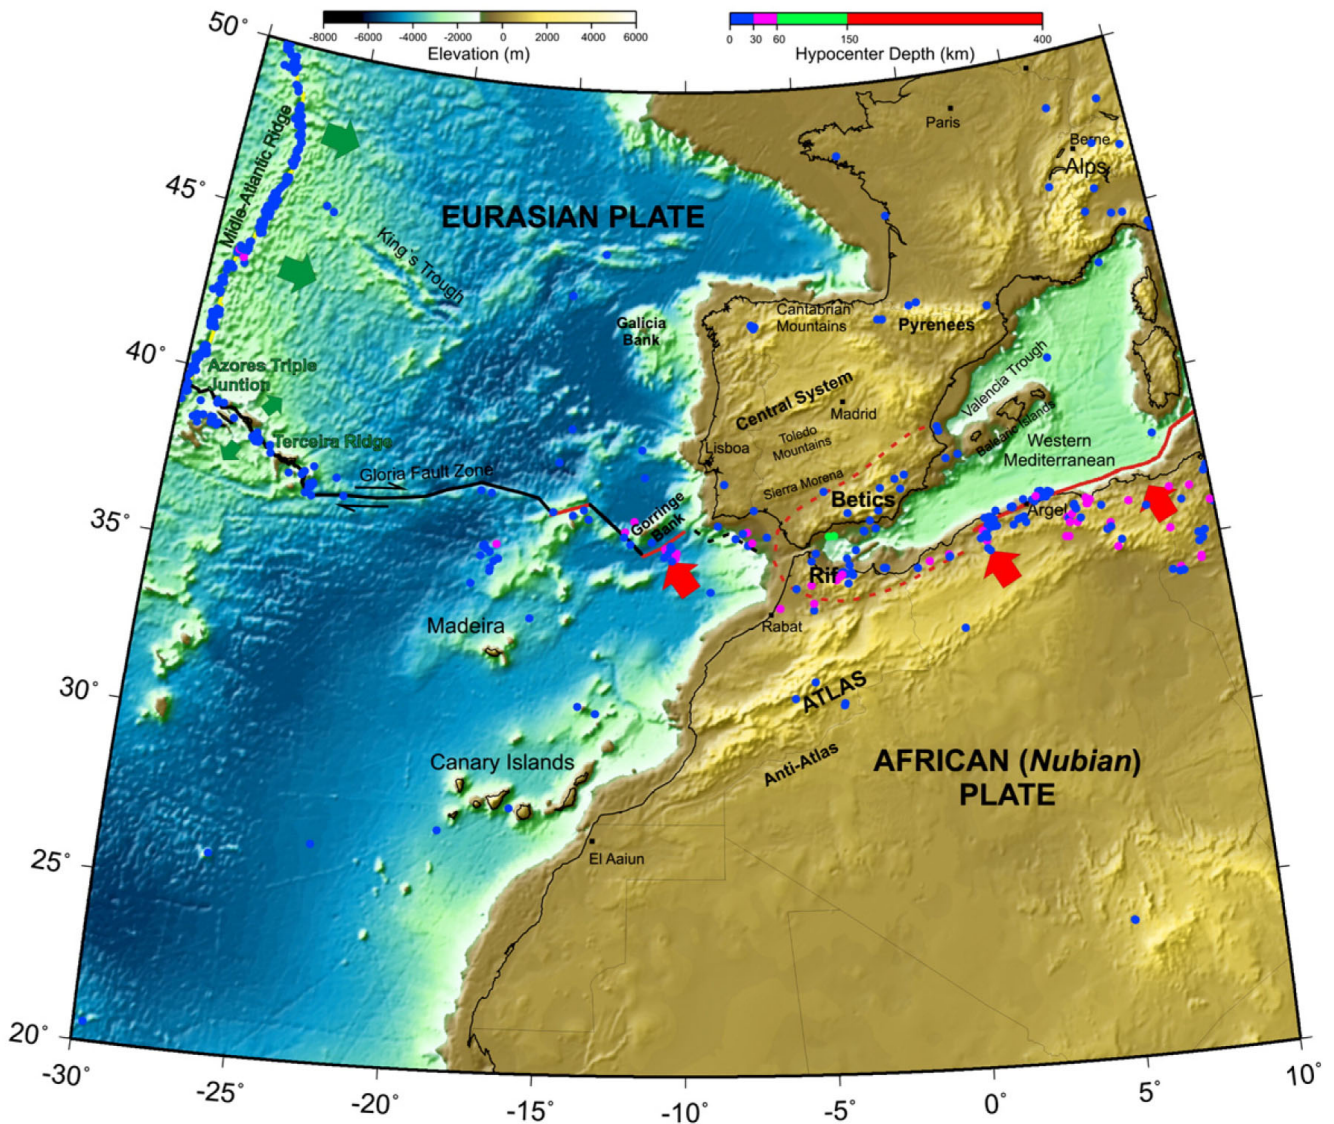 -8000 -6000 -4000 -2000 0 2000 4000 6000
Elevation (m)
0 30 60 150 400
Hypocenter Depth (km)
50°
45°
40°
35°
30°
25°
20°
-30°
-25°
-20°
-15°
-10°
-5°
0°
5°
10°
Midle-Atlantic Ridge
EURASIAN PLATE
King´s Trough
Paris
Berne
Alps
Galicia
Bank
Cantabrian
Mountains
Pyrenees
Azores Triple
Juntion
Terceira Ridge
Gloria Fault Zone
Central System
Madrid
Valencia Trough
Balearic Islands
Lisboa
Toledo
Mountains
Western
Mediterranean
Sierra Morena
Betics
Gorringe
Bank
Argel
Rif
Rabat
Madeira
ATLAS
Canary Islands
Anti-Atlas
AFRICAN (Nubian)
PLATE
El Aaiun